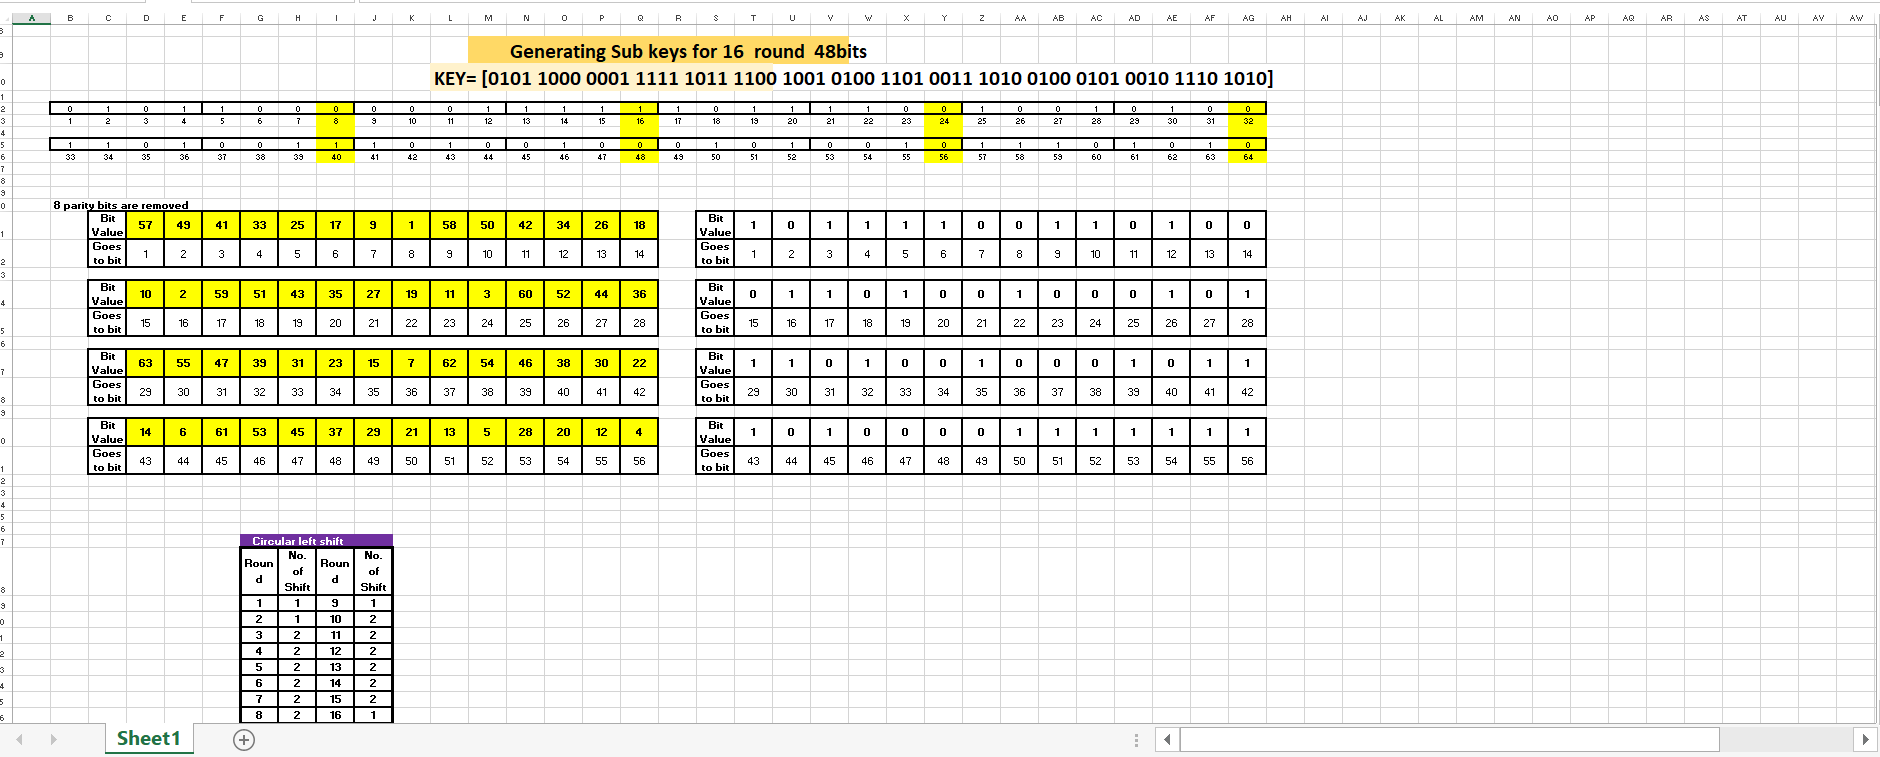 A B C D E F G H I J K L M N O P Q R S T U V W X Y Z AA AB AC AD AE AF AG AH AI AJ AK AL AM AN AO AP AQ AR AS AT AU AV AW
Generating Sub keys for 16 round 48bits
KEY= [0101 1000 0001 1111 1011 1100 1001 0100 1101 0011 1010 0100 0101 0010 1110 1010]
0 1 0 1 1 0 0 0 0 0 0 1 1 1 1 1 1 0 1 1 1 1 0 0 1 0 0 1 0 1 0 0
1 2 3 4 5 6 7 8 9 10 11 12 13 14 15 16 17 18 19 20 21 22 23 24 25 26 27 28 29 30 31 32
1 1 0 1 0 0 1 1 1 0 1 0 0 1 0 0 0 1 0 1 0 0 1 0 1 1 1 0 1 0 1 0
33 34 35 36 37 38 39 40 41 42 43 44 45 46 47 48 49 50 51 52 53 54 55 56 57 58 59 60 61 62 63 64
8 parity bits are removed
Bit Value 57 49 41 33 25 17 9 1 58 50 42 34 26 18 Bit Value 1 0 1 1 1 1 0 0 1 1 0 1 0 0
Goes to bit 1 2 3 4 5 6 7 8 9 10 11 12 13 14 Goes to bit 1 2 3 4 5 6 7 8 9 10 11 12 13 14
Bit Value 10 2 59 51 43 35 27 19 11 3 60 52 44 36 Bit Value 0 1 1 0 1 0 0 1 0 0 0 1 0 1
Goes to bit 15 16 17 18 19 20 21 22 23 24 25 26 27 28 Goes to bit 15 16 17 18 19 20 21 22 23 24 25 26 27 28
Bit Value 63 55 47 39 31 23 15 7 62 54 46 38 30 22 Bit Value 1 1 0 1 0 0 1 0 0 0 1 0 1 1
Goes to bit 29 30 31 32 33 34 35 36 37 38 39 40 41 42 Goes to bit 29 30 31 32 33 34 35 36 37 38 39 40 41 42
Bit Value 14 6 61 53 45 37 29 21 13 5 28 20 12 4 Bit Value 1 0 1 0 0 0 0 1 1 1 1 1 1 1
Goes to bit 43 44 45 46 47 48 49 50 51 52 53 54 55 56 Goes to bit 43 44 45 46 47 48 49 50 51 52 53 54 55 56
Circular left shift
Round No. of Shift Round No. of Shift
1 1 9 1
2 1 10 2
3 2 11 2
4 2 12 2
5 2 13 2
6 2 14 2
7 2 15 2
8 2 16 1
Sheet1